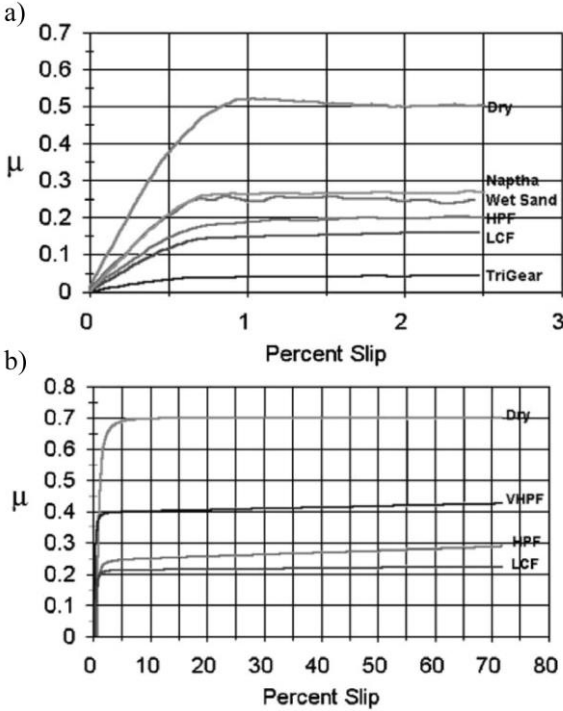 a)
0.7
0.6
0.5
0.4
0.3
0.2
0.1
0
μ
Dry
Naptha
Wet Sand
HPF
LCF
TriGear
0 1 2 3
Percent Slip
b)
0.8
0.7
0.6
0.5
0.4
0.3
0.2
0.1
0
μ
Dry
VHPF
HPF
LCF
0 10 20 30 40 50 60 70 80
Percent Slip